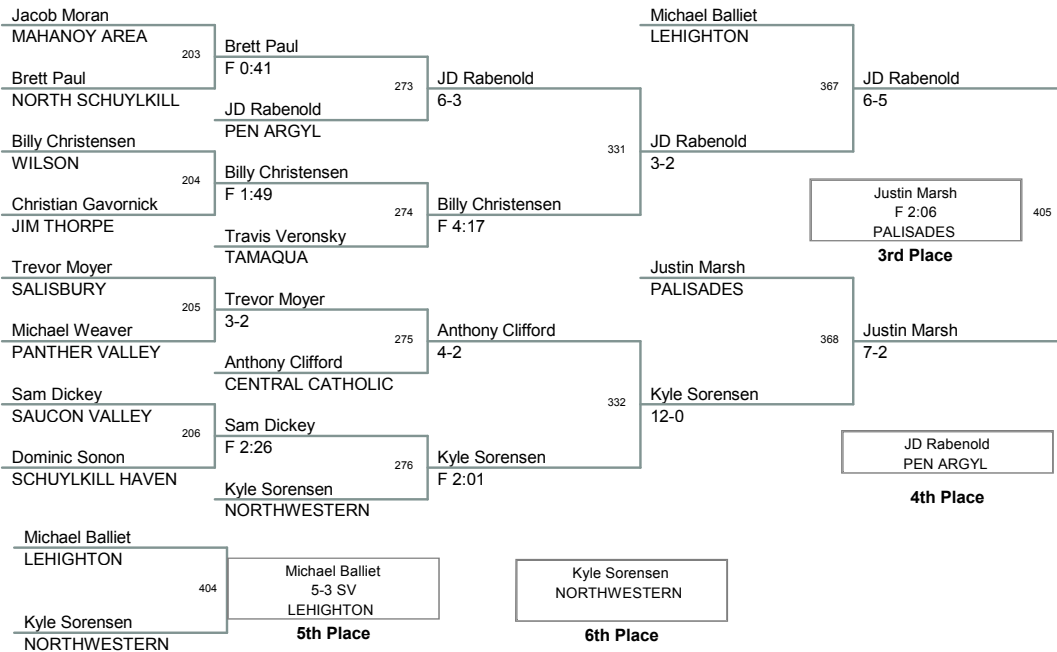 Jacob Moran
MAHANOY AREA
203
Brett Paul
NORTH SCHUYLKILL
Billy Christensen
WILSON
204
Christian Gavornick
JIM THORPE
Trevor Moyer
SALISBURY
205
Michael Weaver
PANTHER VALLEY
Sam Dickey
SAUCON VALLEY
206
Dominic Sonon
SCHUYLKILL HAVEN
Brett Paul
F 0:41
273
JD Rabenold
PEN ARGYL
Billy Christensen
F 1:49
274
Travis Veronsky
TAMAQUA
Trevor Moyer
3-2
275
Anthony Clifford
CENTRAL CATHOLIC
Sam Dickey
F 2:26
276
Kyle Sorensen
NORTHWESTERN
JD Rabenold
6-3
331
Billy Christensen
F 4:17
Anthony Clifford
4-2
332
Kyle Sorensen
F 2:01
Michael Balliet
LEHIGHTON
367
JD Rabenold
3-2
Justin Marsh
PALISADES
368
Kyle Sorensen
12-0
JD Rabenold
6-5
Justin Marsh
F 2:06
PALISADES
405
3rd Place
Justin Marsh
7-2
JD Rabenold
PEN ARGYL
4th Place
Michael Balliet
LEHIGHTON
404
Kyle Sorensen
NORTHWESTERN
Michael Balliet
5-3 SV
LEHIGHTON
5th Place
Kyle Sorensen
NORTHWESTERN
6th Place